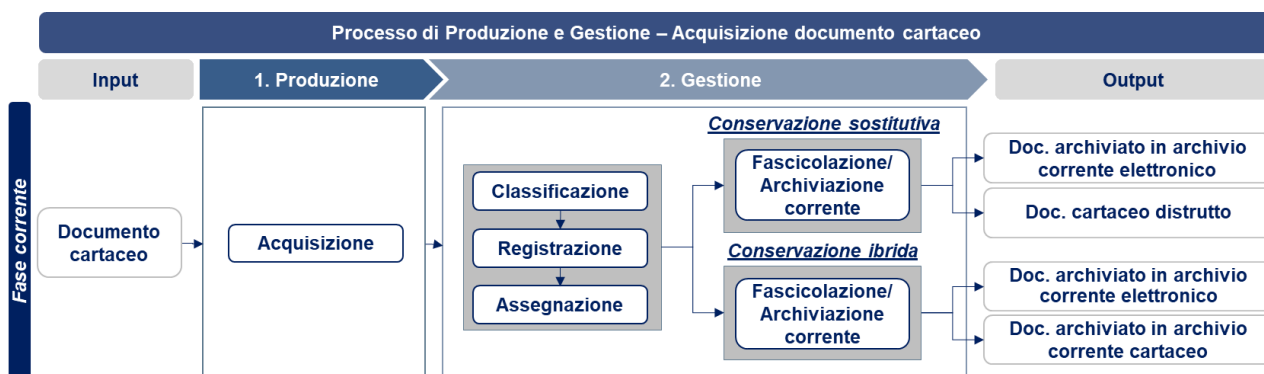 Processo di Produzione e Gestione – Acquisizione documento cartaceo
Input
1. Produzione
2. Gestione
Output
Fase corrente
Documento
cartaceo
Acquisizione
Classificazione
Registrazione
Assegnazione
Conservazione sostitutiva
Fascicolazione/
Archiviazione
corrente
Conservazione ibrida
Fascicolazione/
Archiviazione
corrente
Doc. archiviato in archivio
corrente elettronico
Doc. cartaceo distrutto
Doc. archiviato in archivio
corrente elettronico
Doc. archiviato in archivio
corrente cartaceo